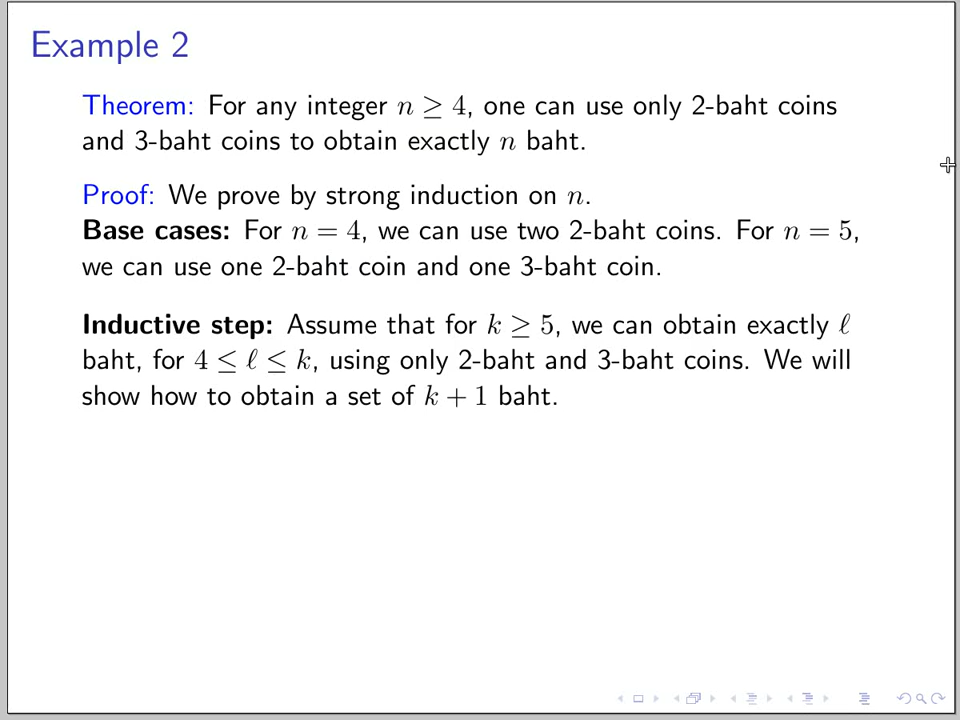 Example 2
Theorem: For any integer n ≥ 4, one can use only 2-baht coins
and 3-baht coins to obtain exactly n baht.
Proof: We prove by strong induction on n.
Base cases: For n = 4, we can use two 2-baht coins. For n = 5,
we can use one 2-baht coin and one 3-baht coin.
Inductive step: Assume that for k ≥ 5, we can obtain exactly ℓ
baht, for 4 ≤ ℓ ≤ k, using only 2-baht and 3-baht coins. We will
show how to obtain a set of k + 1 baht.